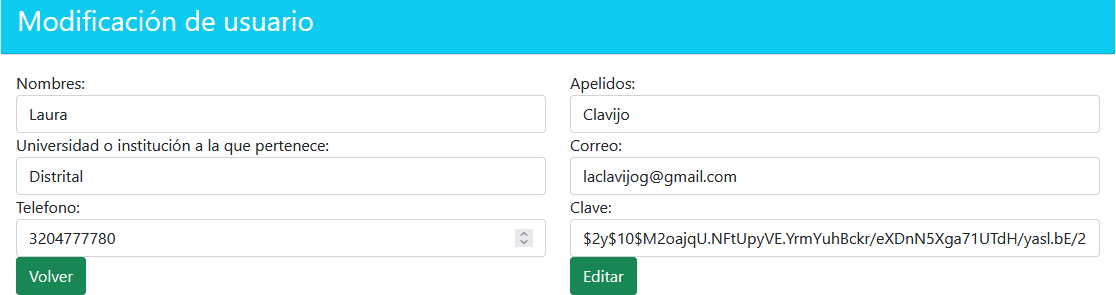 Modificación de usuario
Nombres:
Apelidos:
Laura
Clavijo
Universidad o institución a la que pertenece:
Correo:
Distrital
laclavijog@gmail.com
Telefono:
Clave:
3204777780
$2y$10$M2oajqU.NFtUpyVE.YrmYuhBckr/eXDnN5Xga71UTdH/yasl.bE/2
Volver
Editar